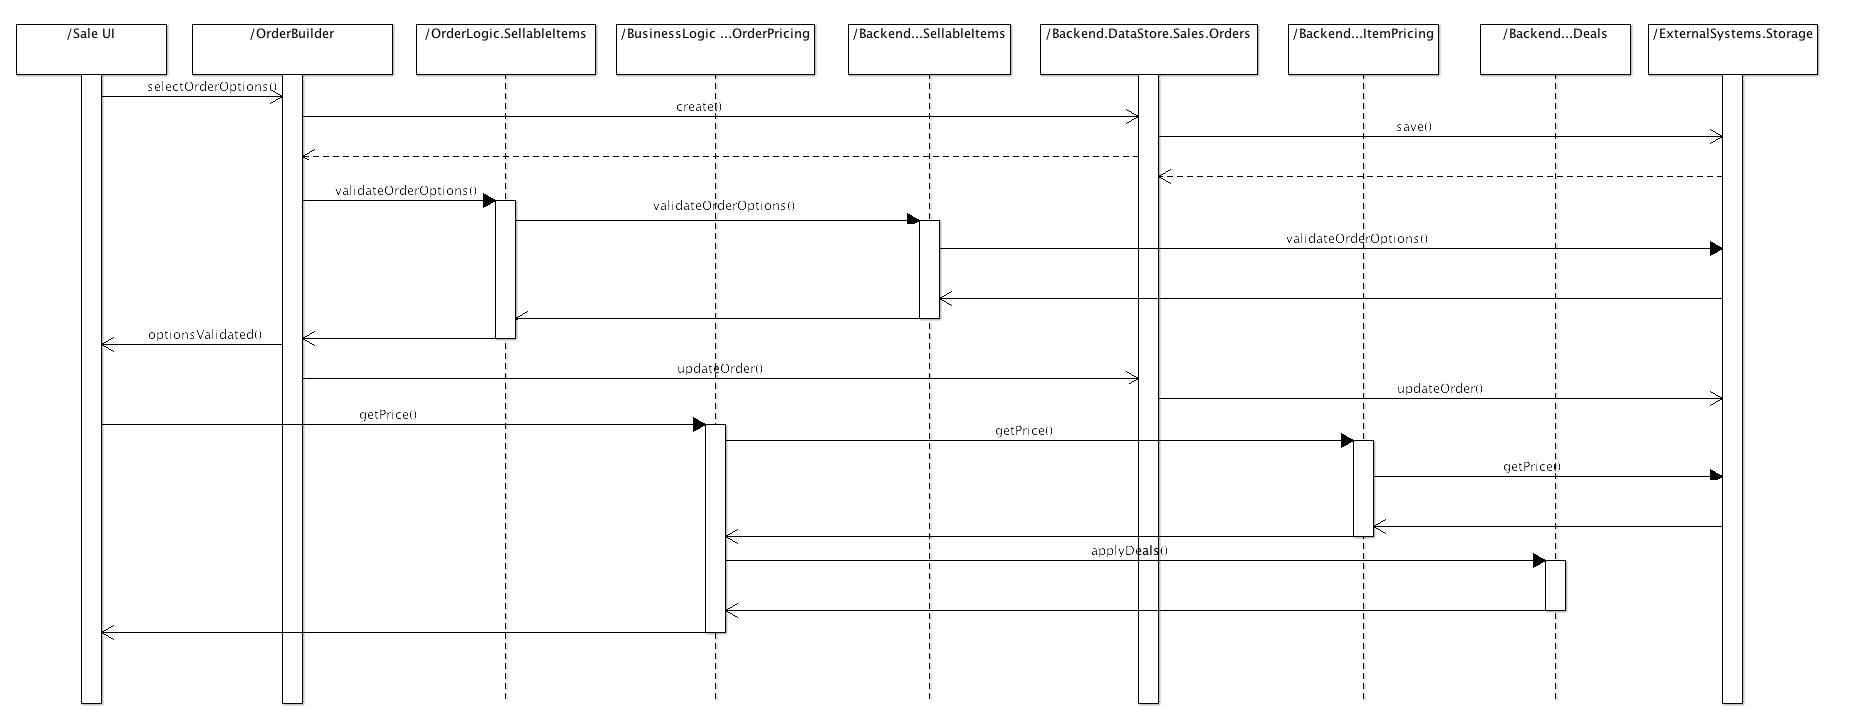 /Sale UI
/OrderBuilder
/OrderLogic.SellableItems
/BusinessLogic ...OrderPricing
/Backend...SellableItems
/Backend.DataStore.Sales.Orders
/Backend...ItemPricing
/Backend...Deals
/ExternalSystems.Storage
selectOrderOptions()
create()
save()
validateOrderOptions()
validateOrderOptions()
validateOrderOptions()
optionsValidated()
updateOrder()
updateOrder()
getPrice()
getPrice()
getPrice()
applyDeals()